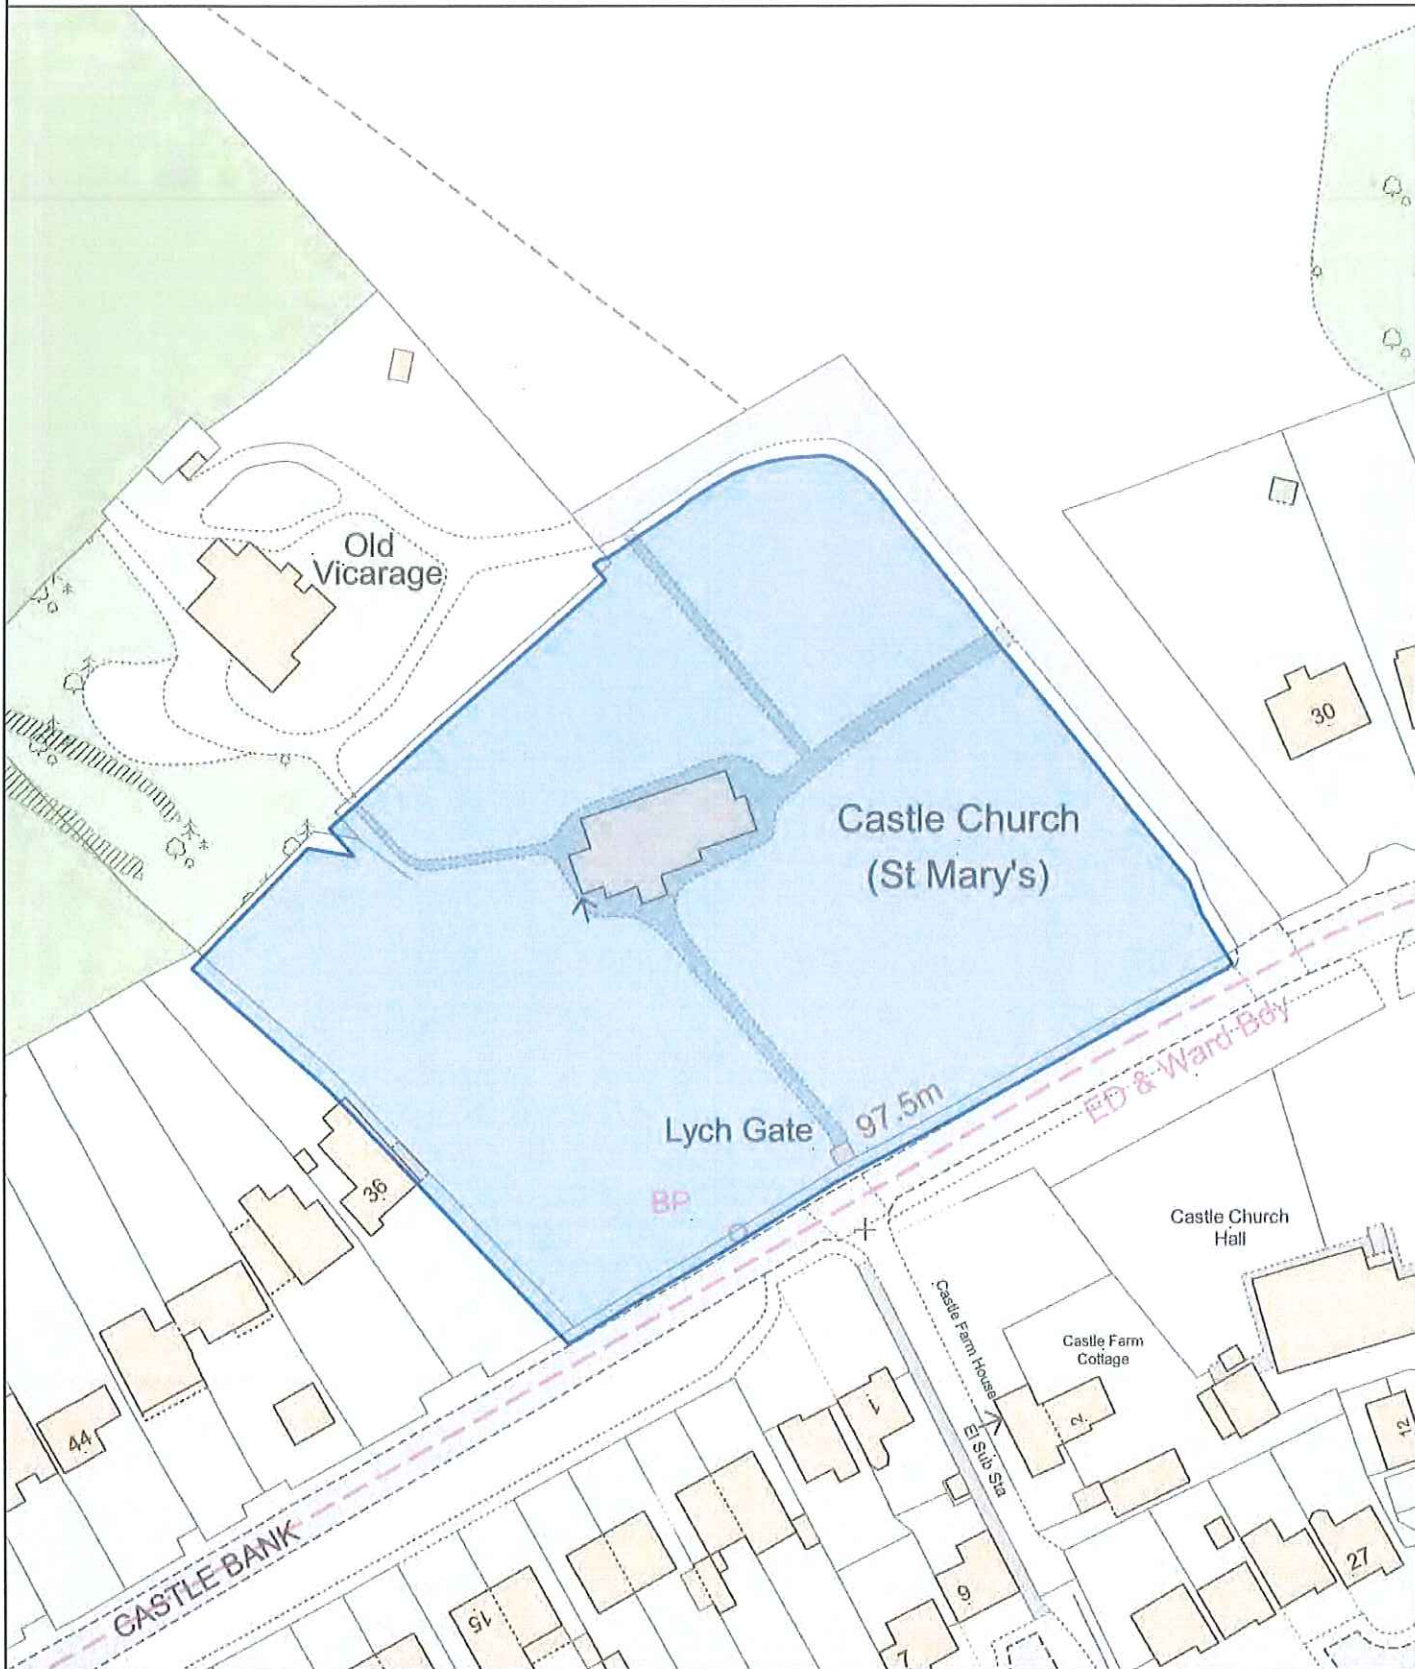 Old
Vicarage
30
Castle Church
(St Mary's)
97.5m
ED & Ward Bdy
Lych Gate
BP
36
Castle Church
Hall
Castle Farm House
Castle Farm
Cottage
1
2
El Sub Sta
12
44
CASTLE BANK
15
9
27
7